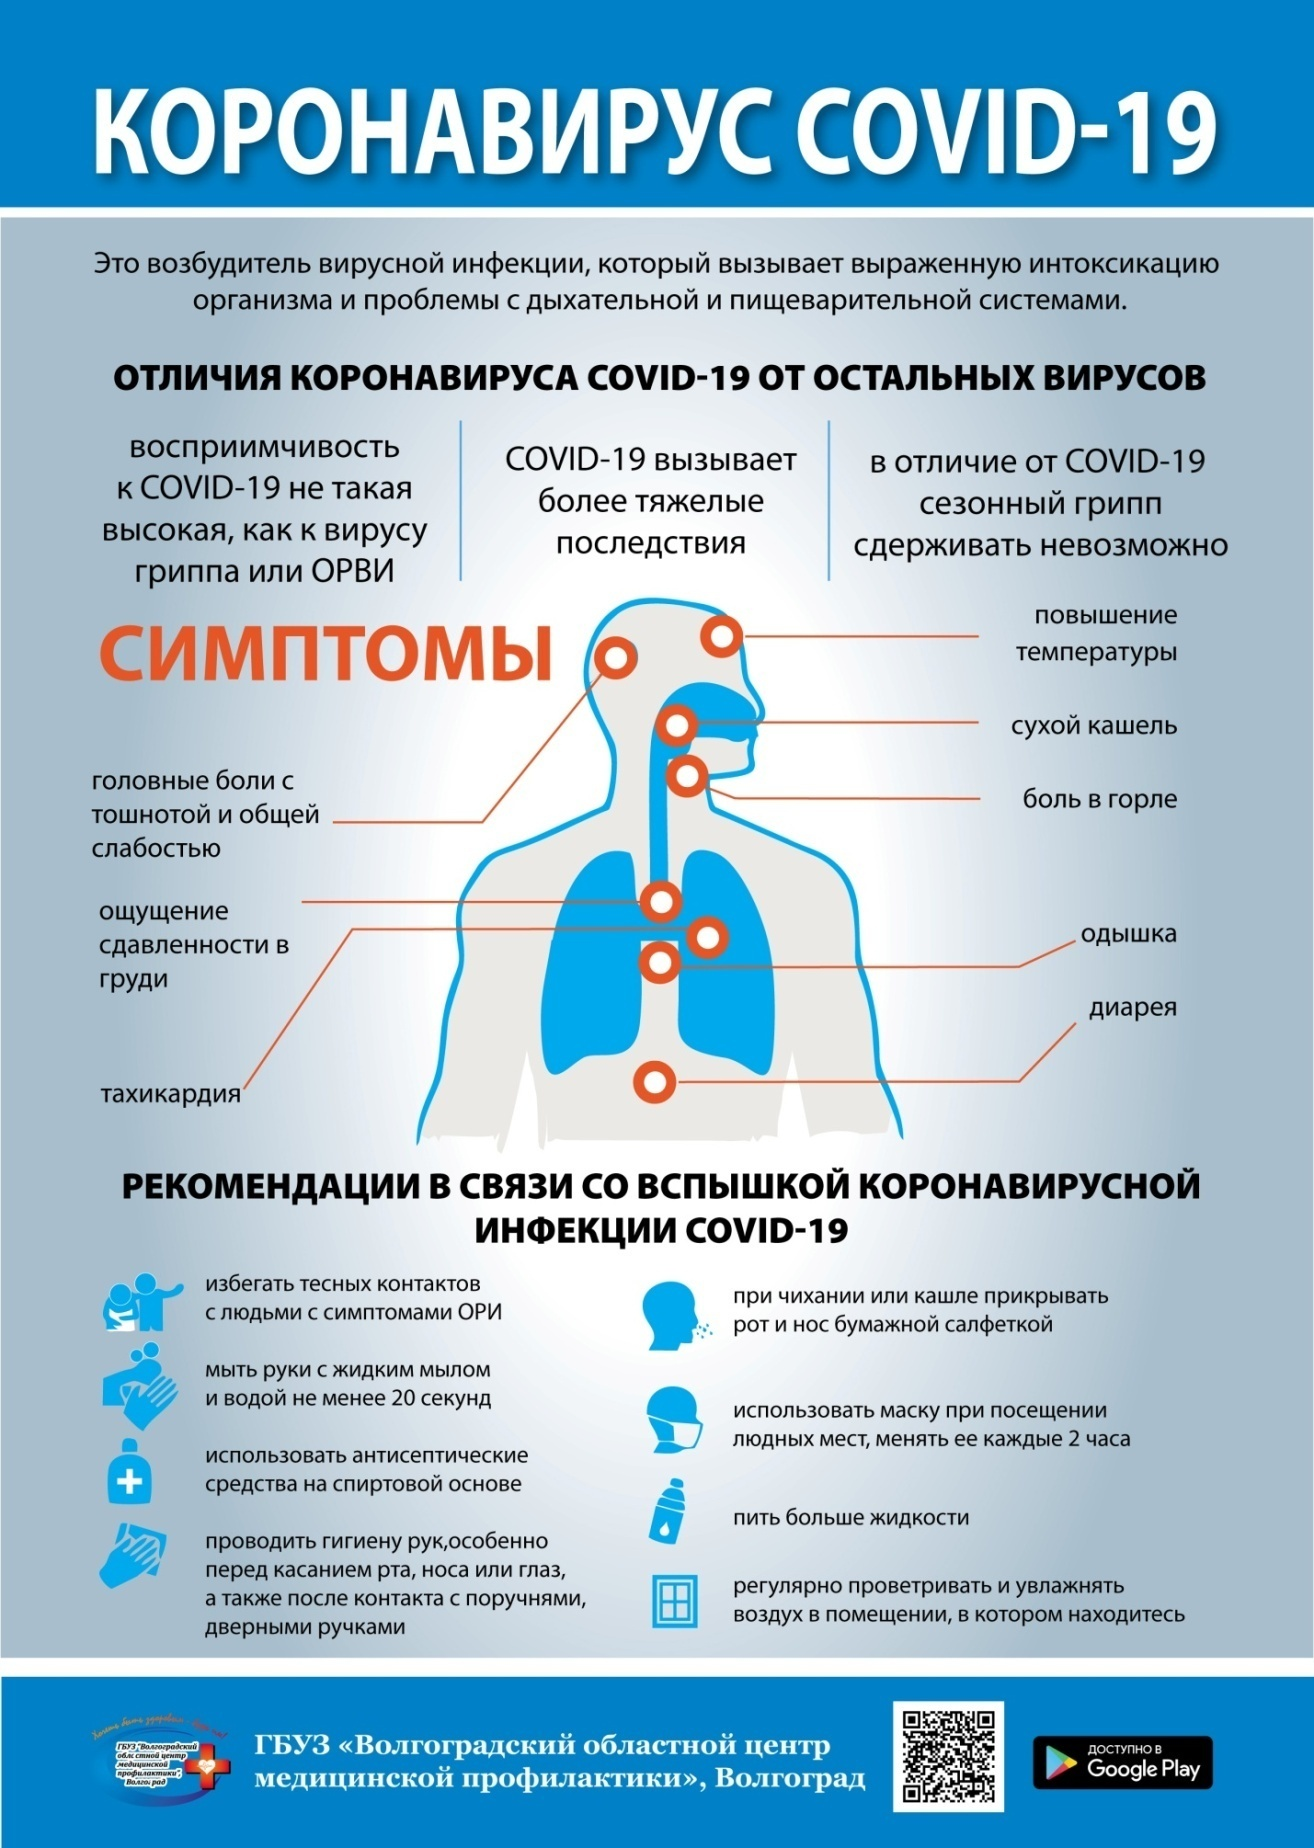 КОРОНАВИРУС COVID-19
Это возбудитель вирусной инфекции, который вызывает выраженную интоксикацию
организма и проблемы с дыхательной и пищеварительной системами.
ОТЛИЧИЯ КОРОНАВИРУСА COVID-19 ОТ ОСТАЛЬНЫХ ВИРУСОВ
восприимчивость
к COVID-19 не такая
высокая, как к вирусу
гриппа или ОРВИ
COVID-19 вызывает
более тяжелые
последствия
в отличие от COVID-19
сезонный грипп
сдерживать невозможно
СИМПТОМЫ
головные боли с
тошнотой и общей
слабостью
ощущение
сдавленности в
груди
тахикардия
повышение
температуры
сухой кашель
боль в горле
одышка
диарея
РЕКОМЕНДАЦИИ В СВЯЗИ СО ВСПЫШКОЙ КОРОНАВИРУСНОЙ
ИНФЕКЦИИ COVID-19
избегать тесных контактов
с людьми с симптомами ОРИ
мыть руки с жидким мылом
и водой не менее 20 секунд
использовать антисептические
средства на спиртовой основе
проводить гигиену рук,особенно
перед касанием рта, носа или глаз,
а также после контакта с поручнями,
дверными ручками
при чихании или кашле прикрывать
рот и нос бумажной салфеткой
использовать маску при посещении
людных мест, менять ее каждые 2 часа
пить больше жидкости
регулярно проветривать и увлажнять
воздух в помещении, в котором находитесь
ГБУЗ "Волгоградский
областной центр
медицинской
профилактики",
Волгоград
ГБУЗ «Волгоградский областной центр
медицинской профилактики», Волгоград
ДОСТУПНО В
Google Play